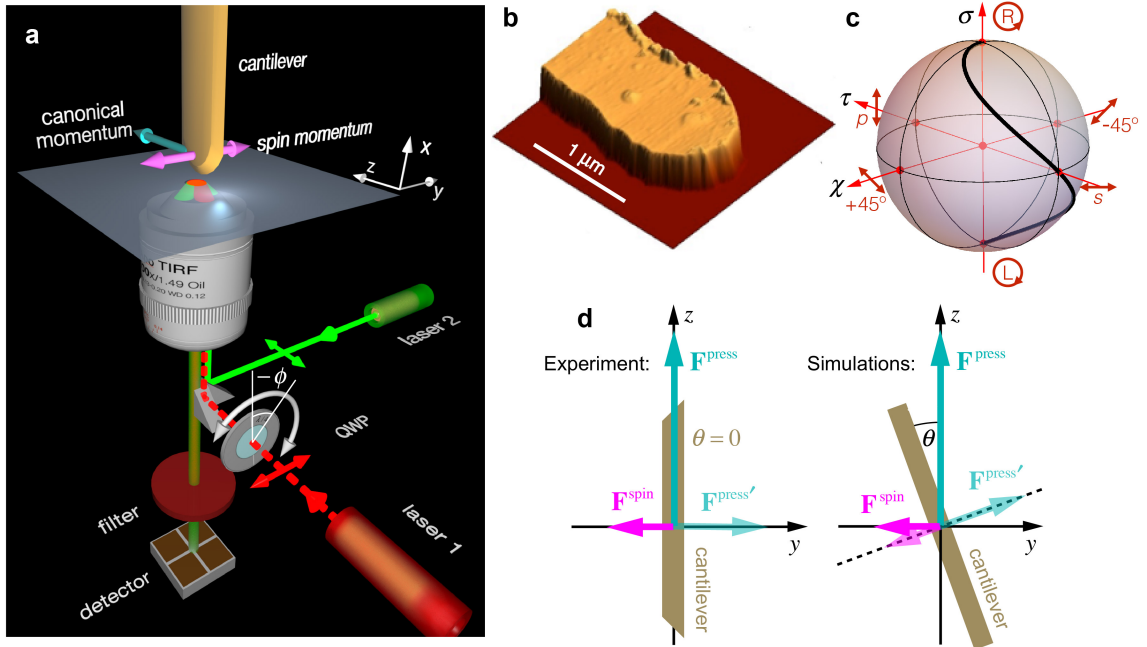 a
cantilever
canonical
momentum
spin momentum
x
z
y
TIRF
x/1.49 Oil
WD 0.12
laser 2
−ϕ
QWP
filter
laser 1
detector
b
1 µm
c
σ
R
τ
p
-45°
χ
+45°
s
L
d
Experiment:
z
F^press
θ = 0
F^spin
F^press′
y
cantilever
Simulations:
z
F^press
θ
F^spin
F^press′
y
cantilever